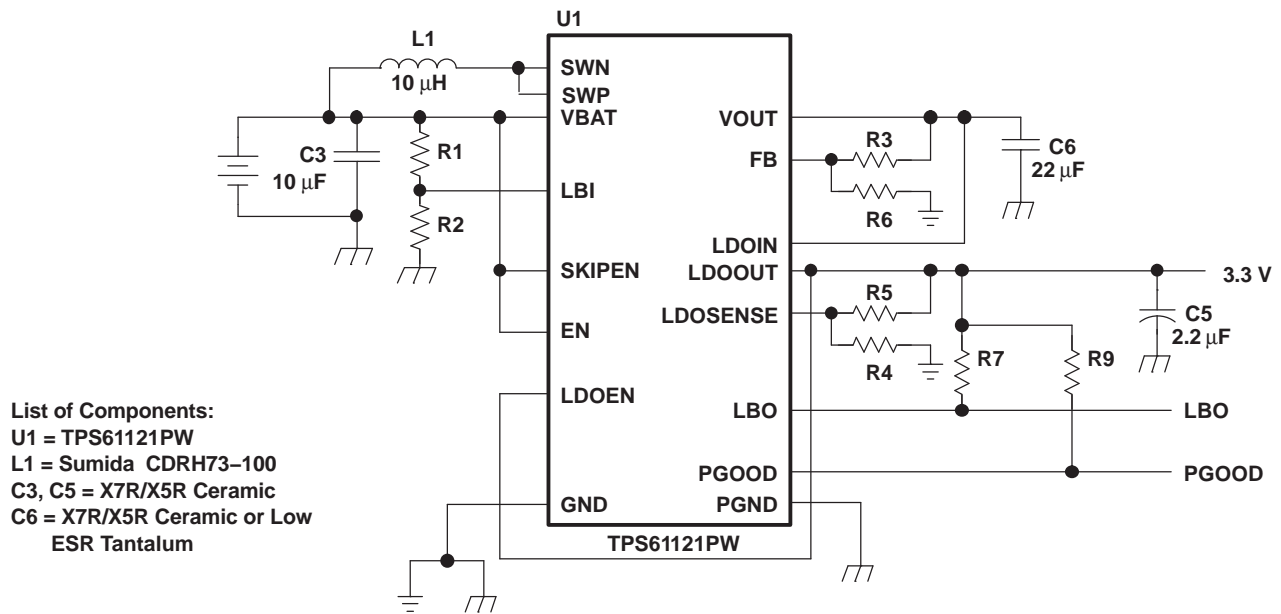 U1
L1
10 μH
SWN
SWP
VBAT
VOUT
C3
10 μF
R1
R3
FB
C6
22 μF
LBI
R6
R2
LDOIN
SKIPEN
LDOOUT
3.3 V
R5
LDOSENSE
C5
2.2 μF
EN
R4
R7
R9
LDOEN
LBO
LBO
List of Components:
U1 = TPS61121PW
L1 = Sumida CDRH73–100
C3, C5 = X7R/X5R Ceramic
C6 = X7R/X5R Ceramic or Low
ESR Tantalum
PGOOD
PGOOD
GND
PGND
TPS61121PW